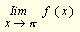 lim f ( x )
x → π